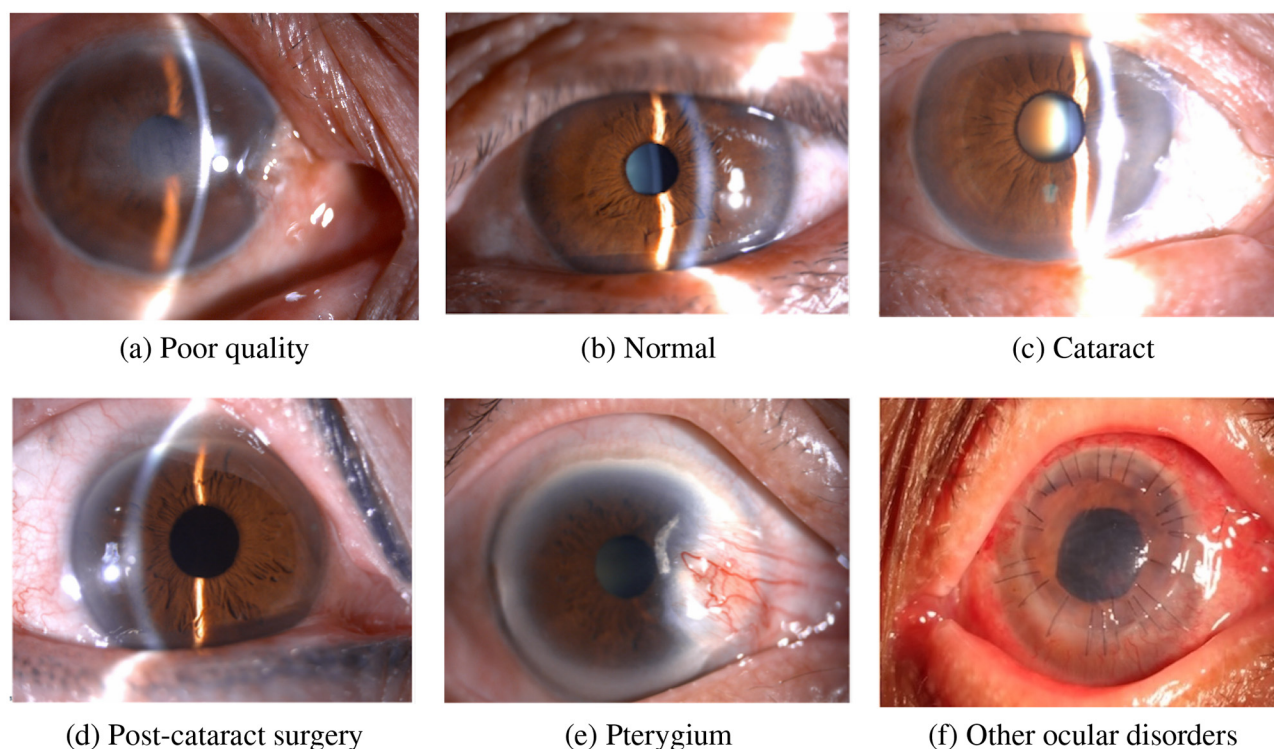 (a) Poor quality
(b) Normal
(c) Cataract
(d) Post-cataract surgery
(e) Pterygium
(f) Other ocular disorders